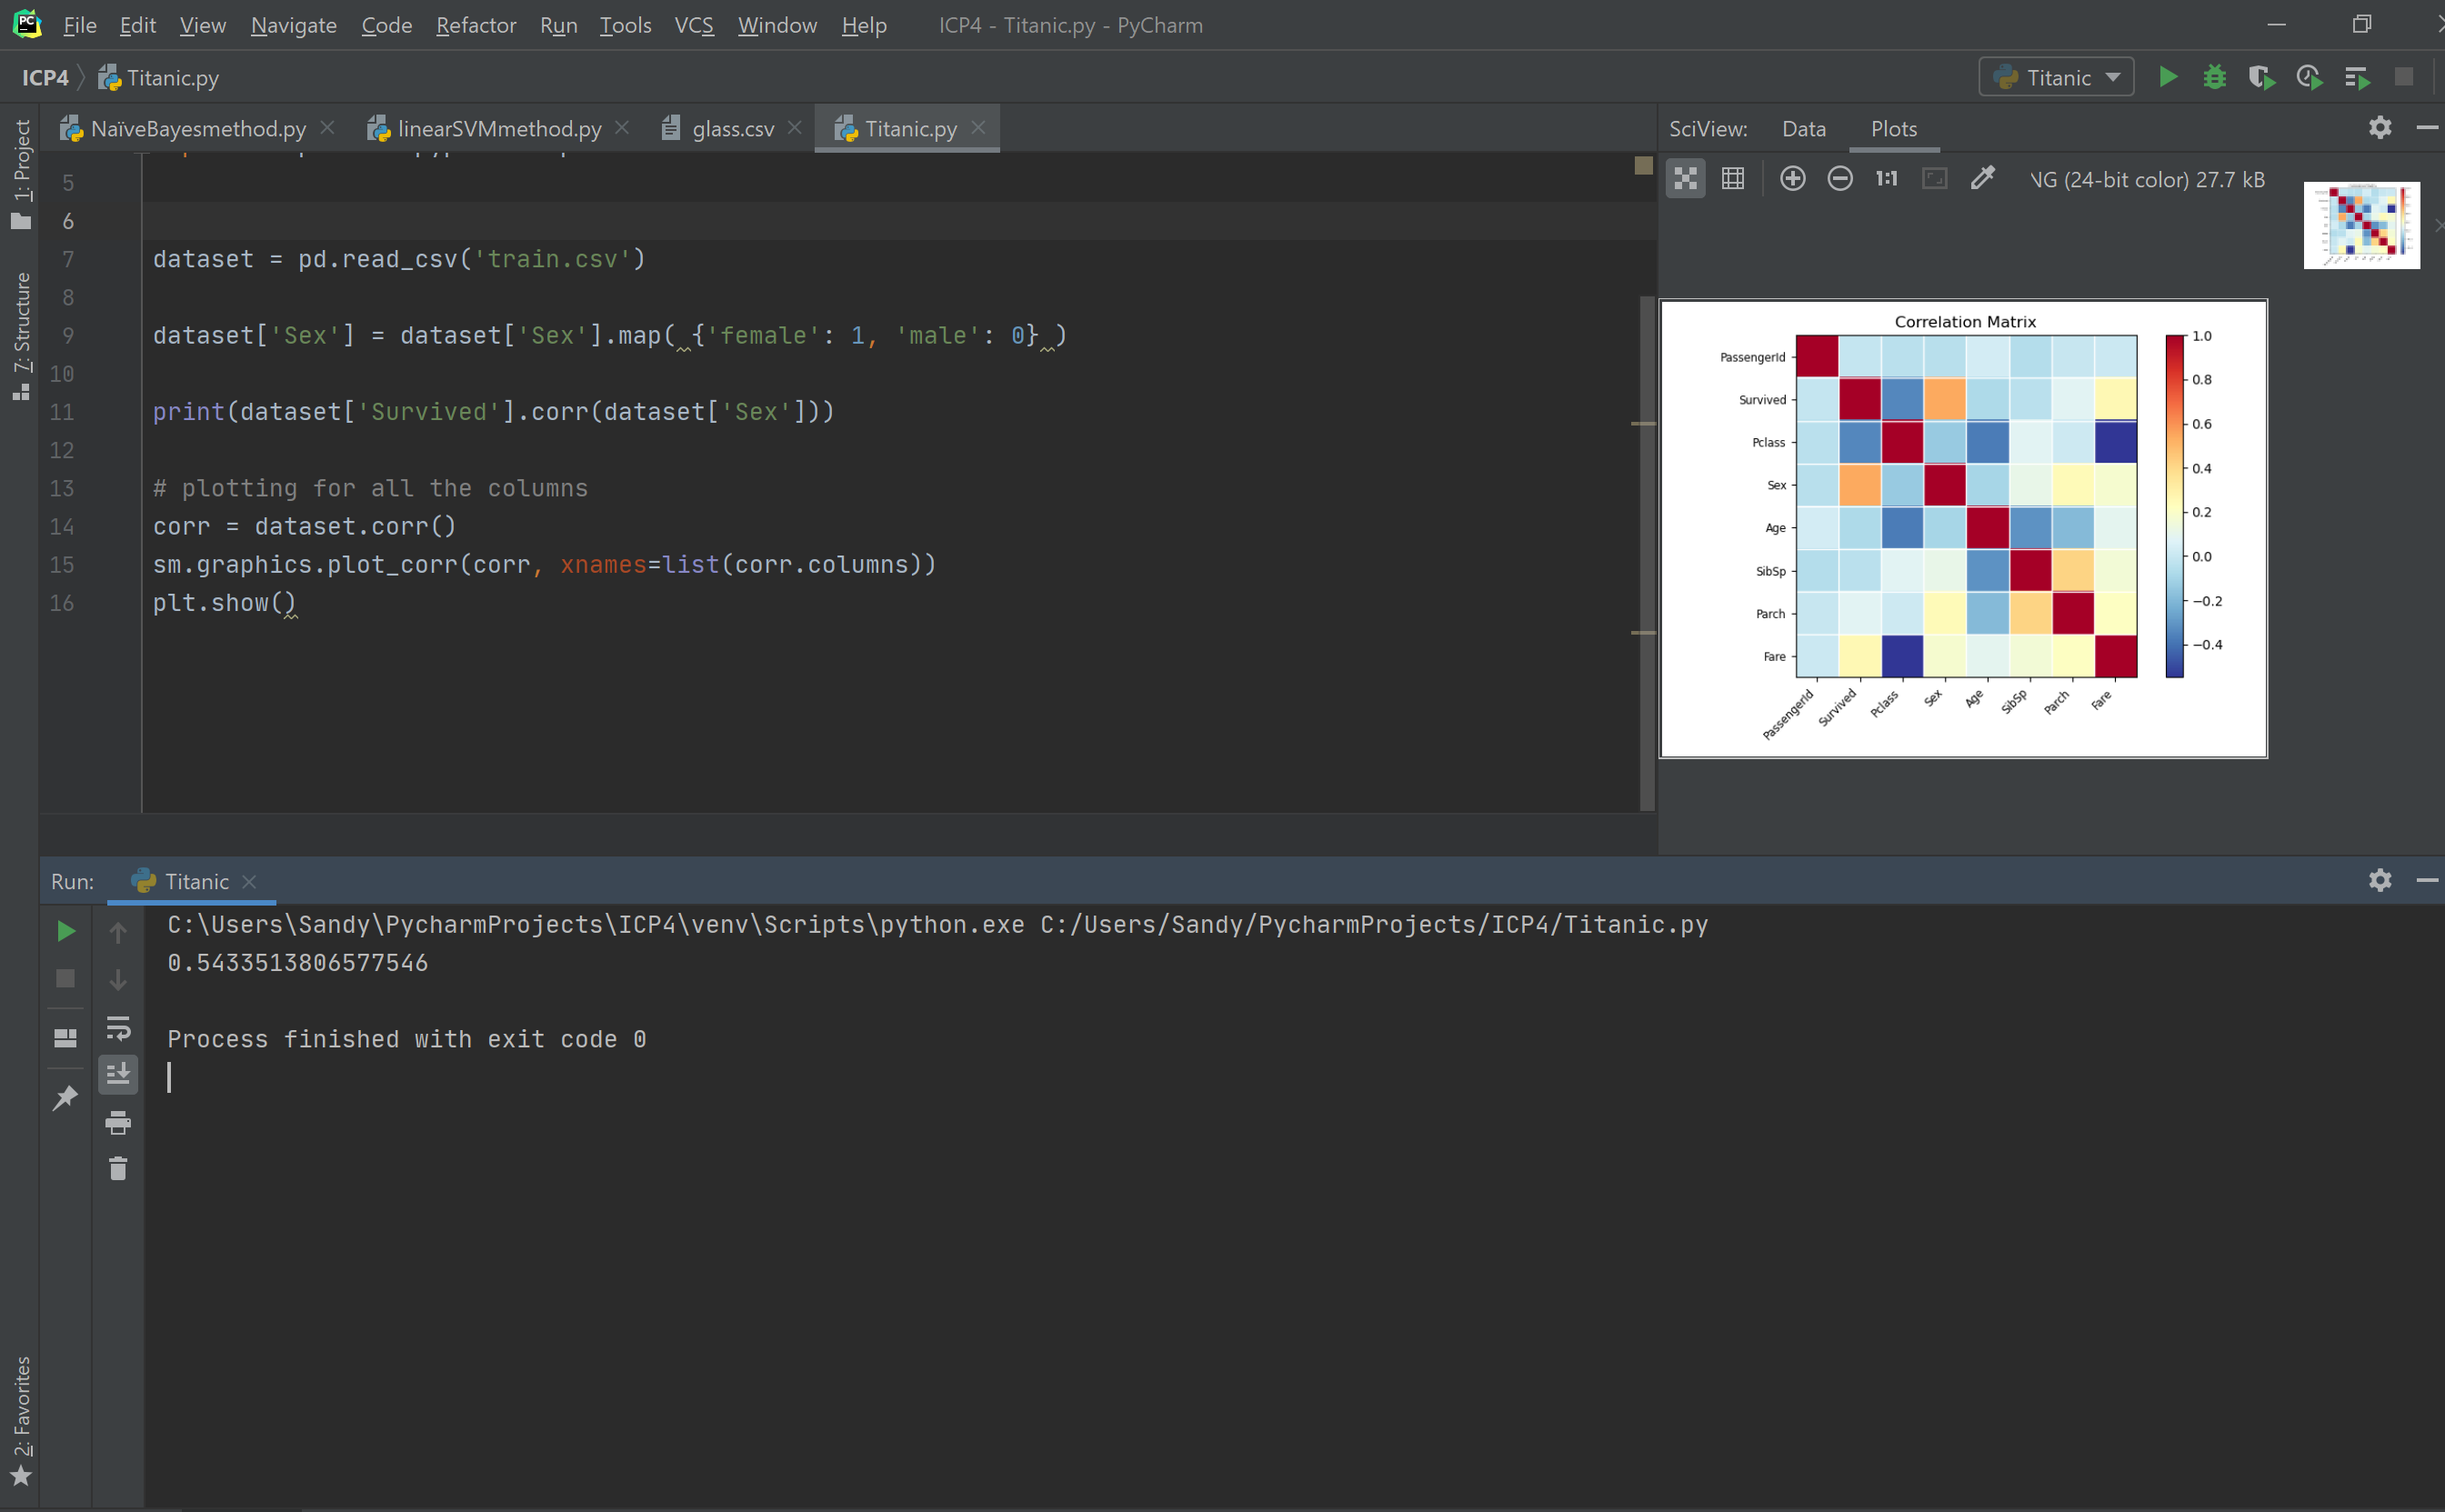 PC File Edit View Navigate Code Refactor Run Tools VCS Window Help ICP4 - Titanic.py - PyCharm
ICP4 Titanic.py Titanic
NaïveBayesmethod.py linearSVMmethod.py glass.csv Titanic.py
SciView: Data Plots
1:1 NG (24-bit color) 27.7 kB
1: Project
7: Structure
2: Favorites
5
6
7 dataset = pd.read_csv('train.csv')
8
9 dataset['Sex'] = dataset['Sex'].map( {'female': 1, 'male': 0} )
10
11 print(dataset['Survived'].corr(dataset['Sex']))
12
13 # plotting for all the columns
14 corr = dataset.corr()
15 sm.graphics.plot_corr(corr, xnames=list(corr.columns))
16 plt.show()
Correlation Matrix
PassengerId
Survived
Pclass
Sex
Age
SibSp
Parch
Fare
PassengerId Survived Pclass Sex Age SibSp Parch Fare
1.0
0.8
0.6
0.4
0.2
0.0
−0.2
−0.4
Run: Titanic
C:\Users\Sandy\PycharmProjects\ICP4\venv\Scripts\python.exe C:/Users/Sandy/PycharmProjects/ICP4/Titanic.py
0.5433513806577546
Process finished with exit code 0